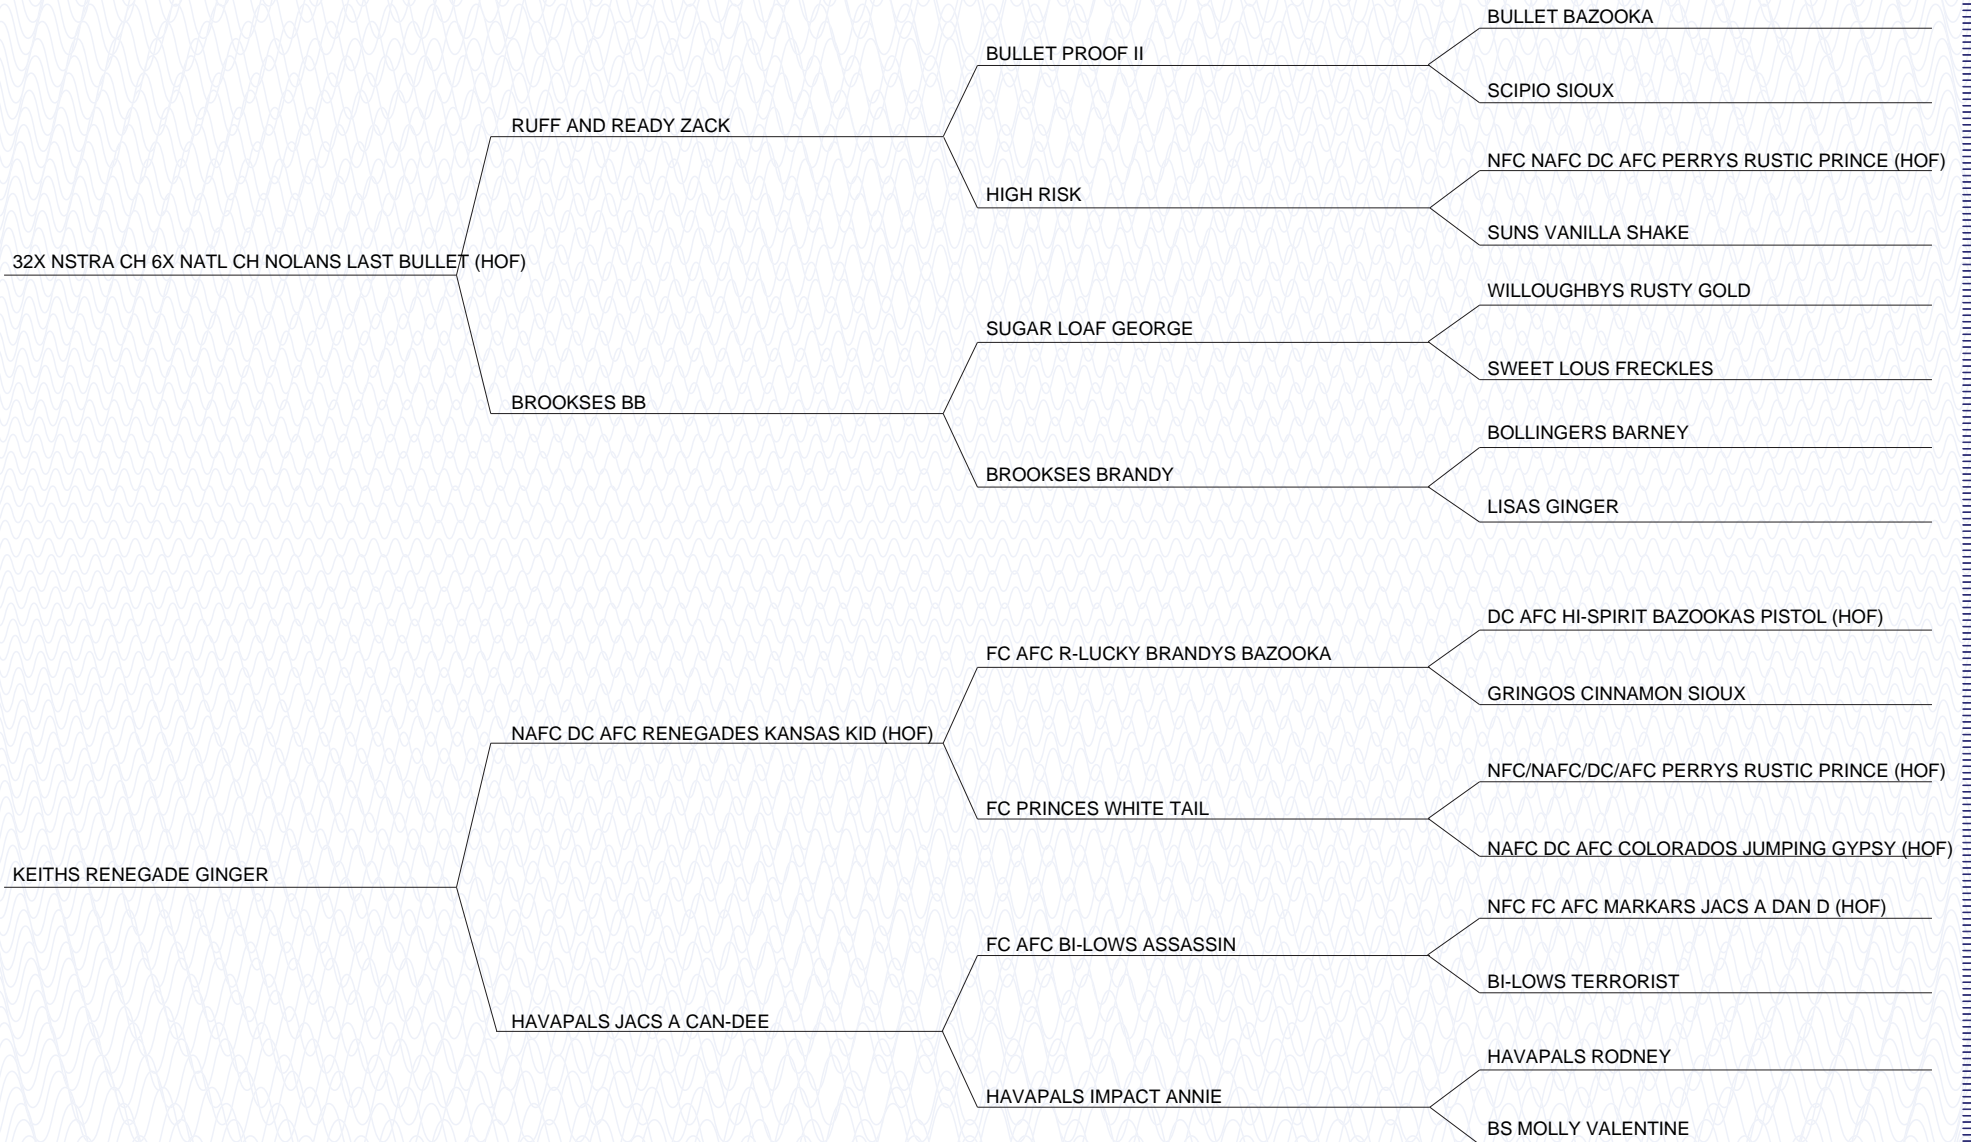 BULLET BAZOOKA
BULLET PROOF II
SCIPIO SIOUX
RUFF AND READY ZACK
NFC NAFC DC AFC PERRYS RUSTIC PRINCE (HOF)
HIGH RISK
SUNS VANILLA SHAKE
32X NSTRA CH 6X NATL CH NOLANS LAST BULLET (HOF)
WILLOUGHBYS RUSTY GOLD
SUGAR LOAF GEORGE
SWEET LOUS FRECKLES
BROOKSES BB
BOLLINGERS BARNEY
BROOKSES BRANDY
LISAS GINGER
DC AFC HI-SPIRIT BAZOOKAS PISTOL (HOF)
FC AFC R-LUCKY BRANDYS BAZOOKA
GRINGOS CINNAMON SIOUX
NAFC DC AFC RENEGADES KANSAS KID (HOF)
NFC/NAFC/DC/AFC PERRYS RUSTIC PRINCE (HOF)
FC PRINCES WHITE TAIL
NAFC DC AFC COLORADOS JUMPING GYPSY (HOF)
KEITHS RENEGADE GINGER
NFC FC AFC MARKARS JACS A DAN D (HOF)
FC AFC BI-LOWS ASSASSIN
BI-LOWS TERRORIST
HAVAPALS JACS A CAN-DEE
HAVAPALS RODNEY
HAVAPALS IMPACT ANNIE
BS MOLLY VALENTINE